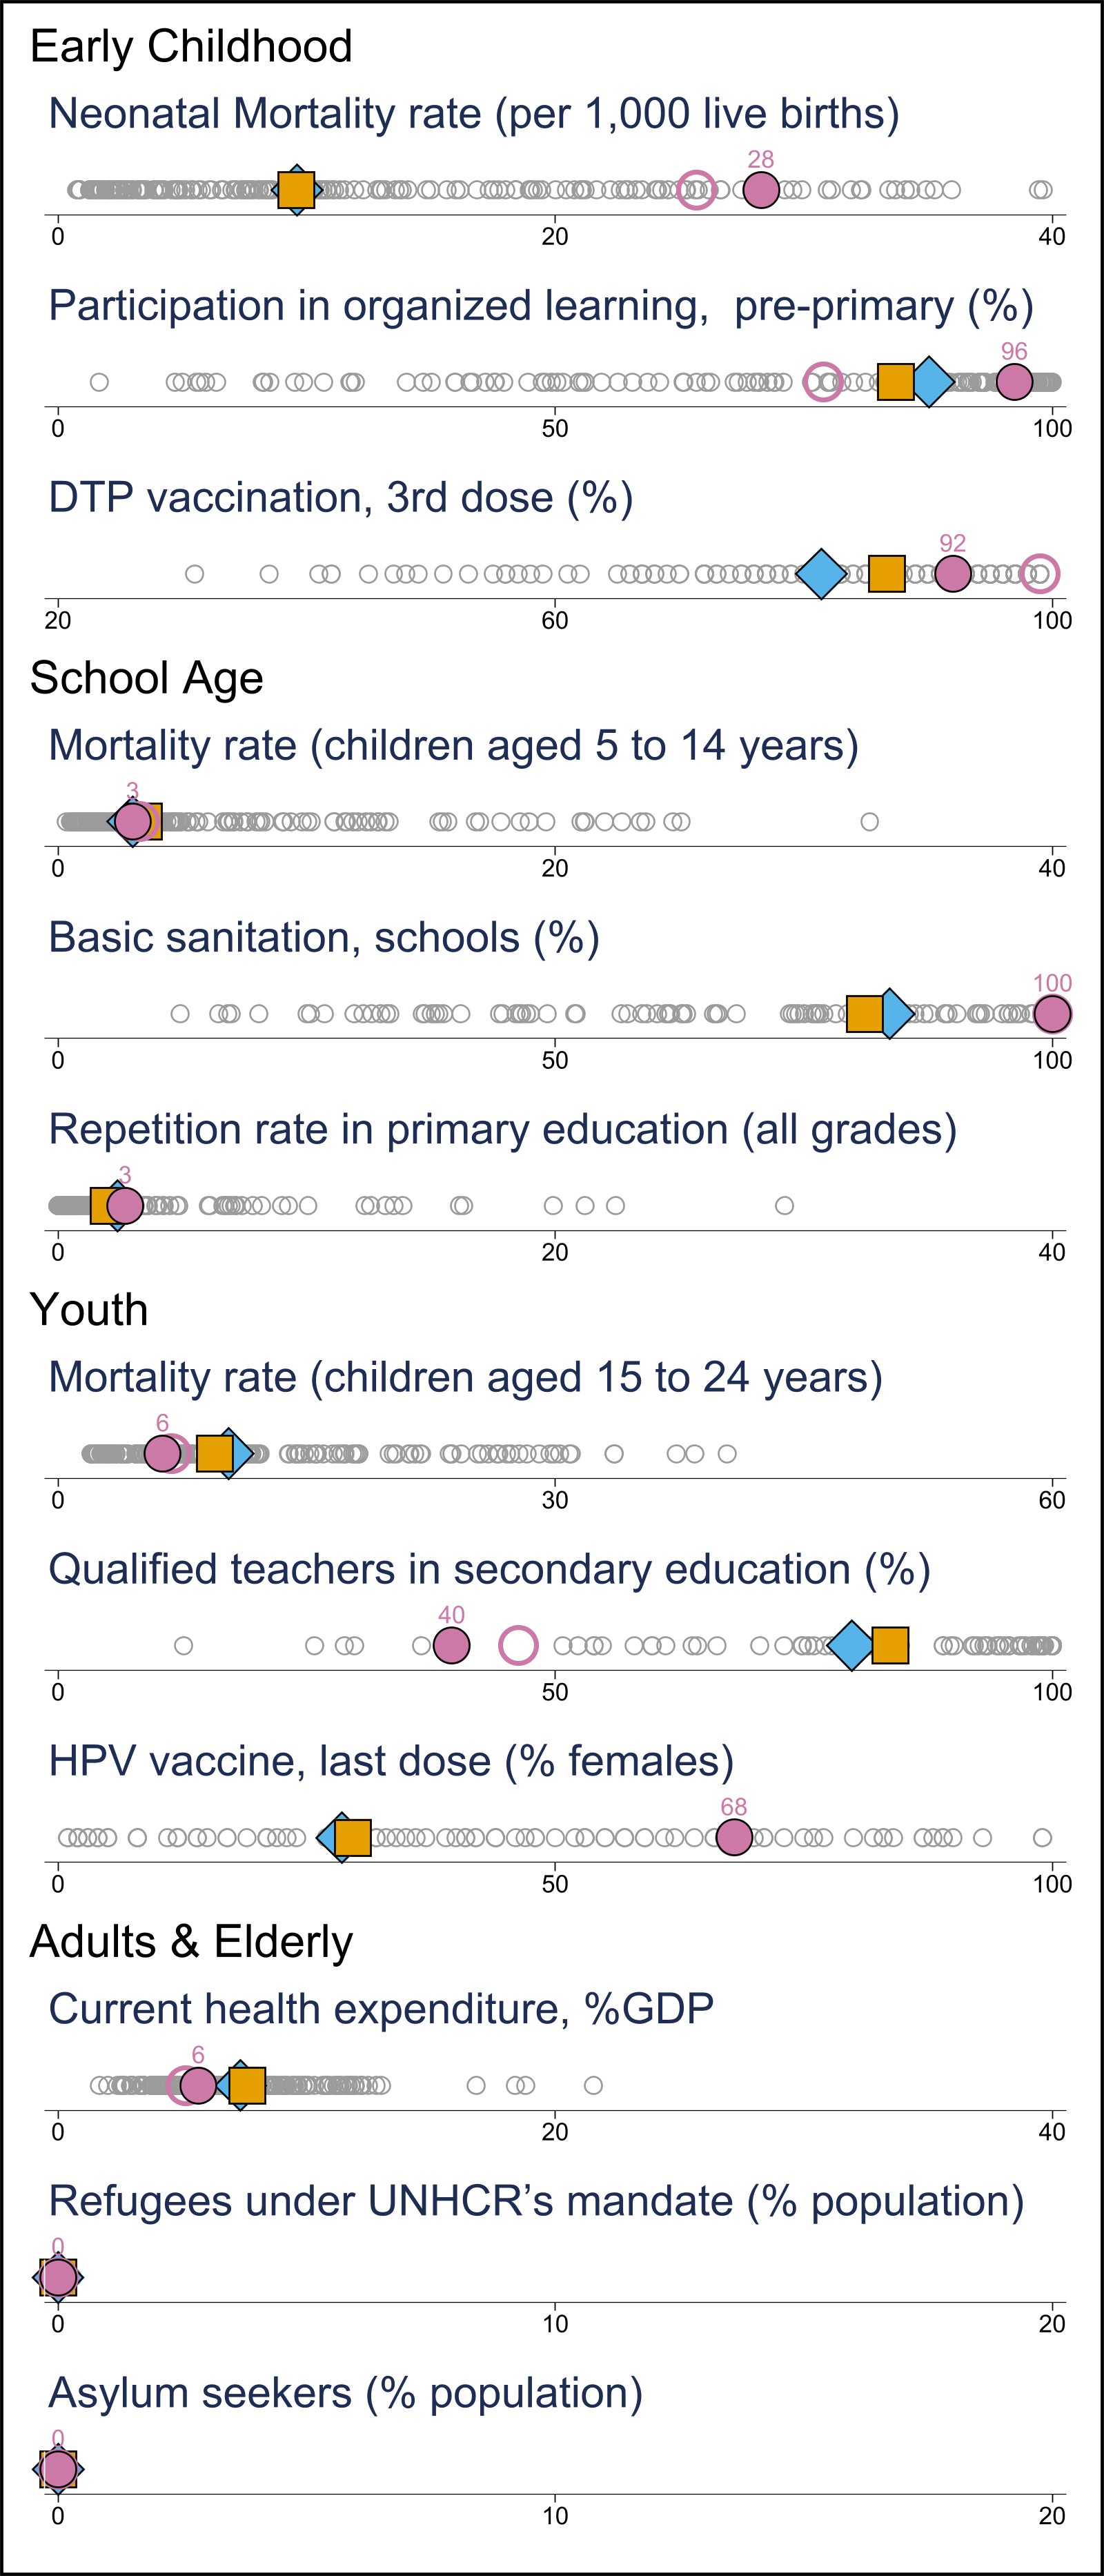 Early Childhood
Neonatal Mortality rate (per 1,000 live births)
28
0 20 40
Participation in organized learning,  pre-primary (%)
96
0 50 100
DTP vaccination, 3rd dose (%)
92
20 60 100
School Age
Mortality rate (children aged 5 to 14 years)
3
0 20 40
Basic sanitation, schools (%)
100
0 50 100
Repetition rate in primary education (all grades)
3
0 20 40
Youth
Mortality rate (children aged 15 to 24 years)
6
0 30 60
Qualified teachers in secondary education (%)
40
0 50 100
HPV vaccine, last dose (% females)
68
0 50 100
Adults & Elderly
Current health expenditure, %GDP
6
0 20 40
Refugees under UNHCR’s mandate (% population)
0
0 10 20
Asylum seekers (% population)
0
0 10 20